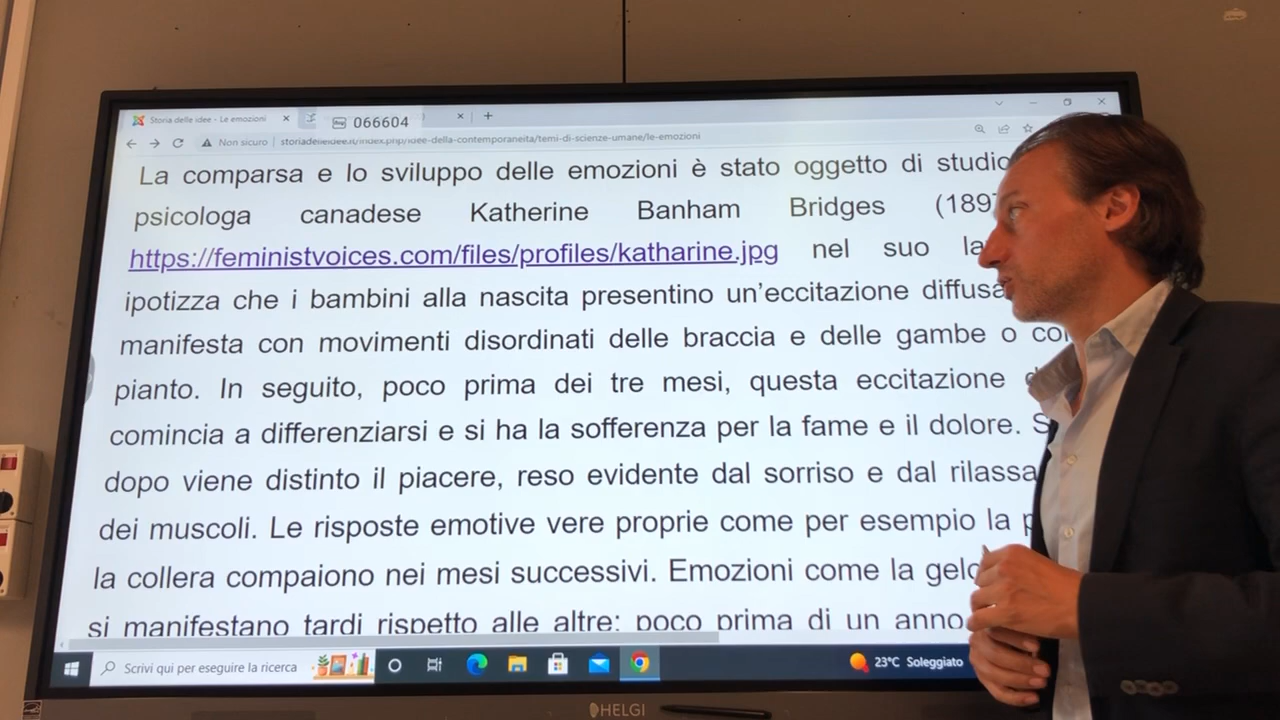 Storia delle idee - Le emozioni
066604
Non sicuro storiadelleidee.it/index.php/idee-della-contemporaneita/temi-di-scienze-umane/le-emozioni
La comparsa e lo sviluppo delle emozioni è stato oggetto di studio
psicologa canadese Katherine Banham Bridges (1897
https://feministvoices.com/files/profiles/katharine.jpg nel suo la
ipotizza che i bambini alla nascita presentino un'eccitazione diffusa
manifesta con movimenti disordinati delle braccia e delle gambe o co
pianto. In seguito, poco prima dei tre mesi, questa eccitazione d
comincia a differenziarsi e si ha la sofferenza per la fame e il dolore. S
dopo viene distinto il piacere, reso evidente dal sorriso e dal rilassa
dei muscoli. Le risposte emotive vere proprie come per esempio la p
la collera compaiono nei mesi successivi. Emozioni come la gelo
si manifestano tardi rispetto alle altre: poco prima di un anno
Scrivi qui per eseguire la ricerca 23°C Soleggiato
HELGI